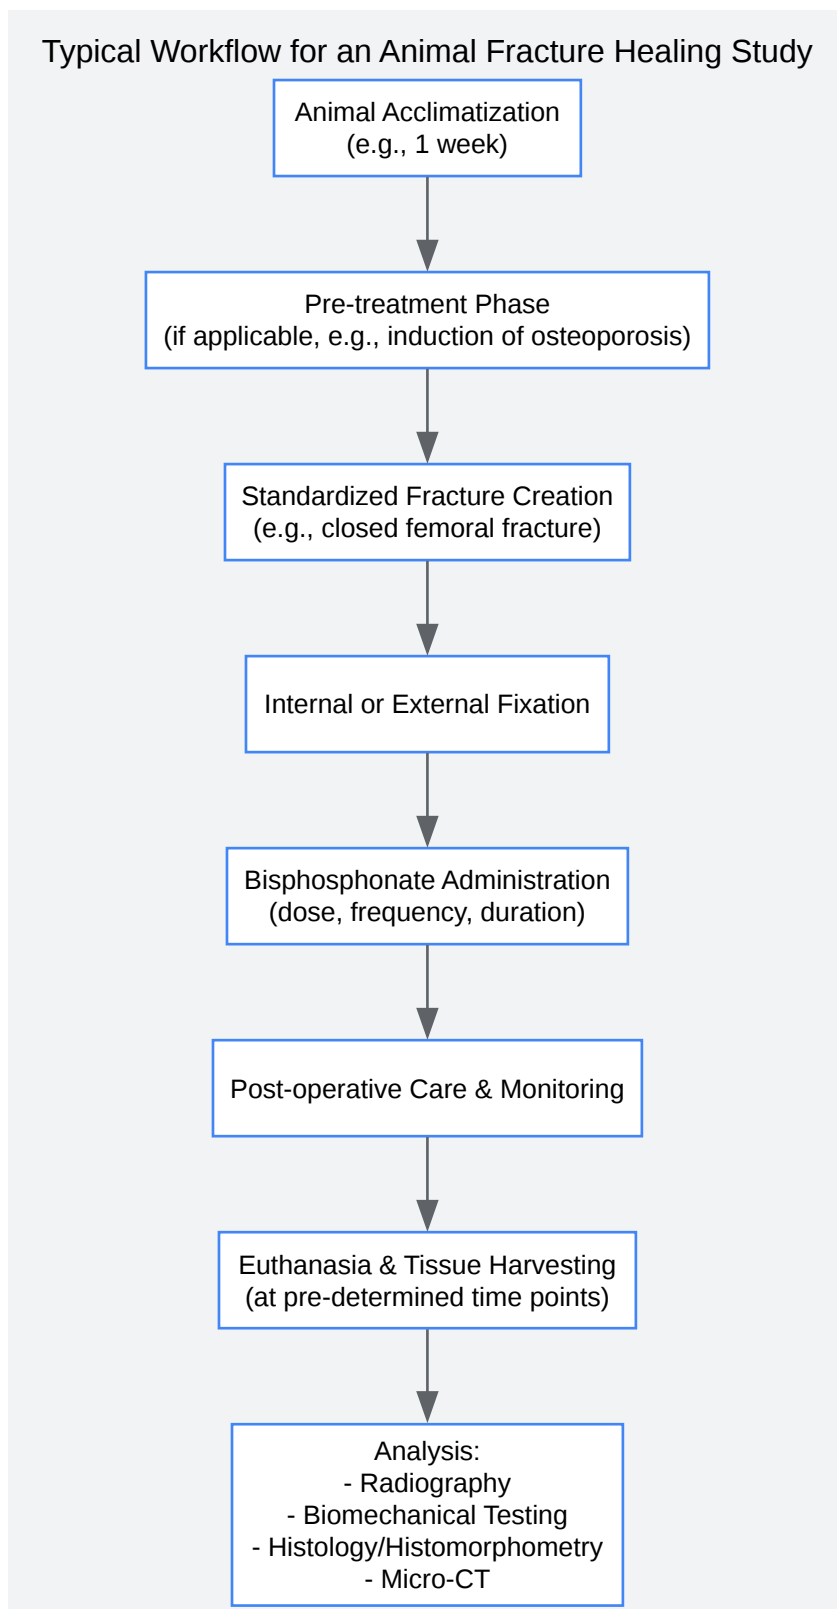 Typical Workflow for an Animal Fracture Healing Study
Animal Acclimatization
(e.g., 1 week)
Pre-treatment Phase
(if applicable, e.g., induction of osteoporosis)
Standardized Fracture Creation
(e.g., closed femoral fracture)
Internal or External Fixation
Bisphosphonate Administration
(dose, frequency, duration)
Post-operative Care & Monitoring
Euthanasia & Tissue Harvesting
(at pre-determined time points)
Analysis:
- Radiography
- Biomechanical Testing
- Histology/Histomorphometry
- Micro-CT